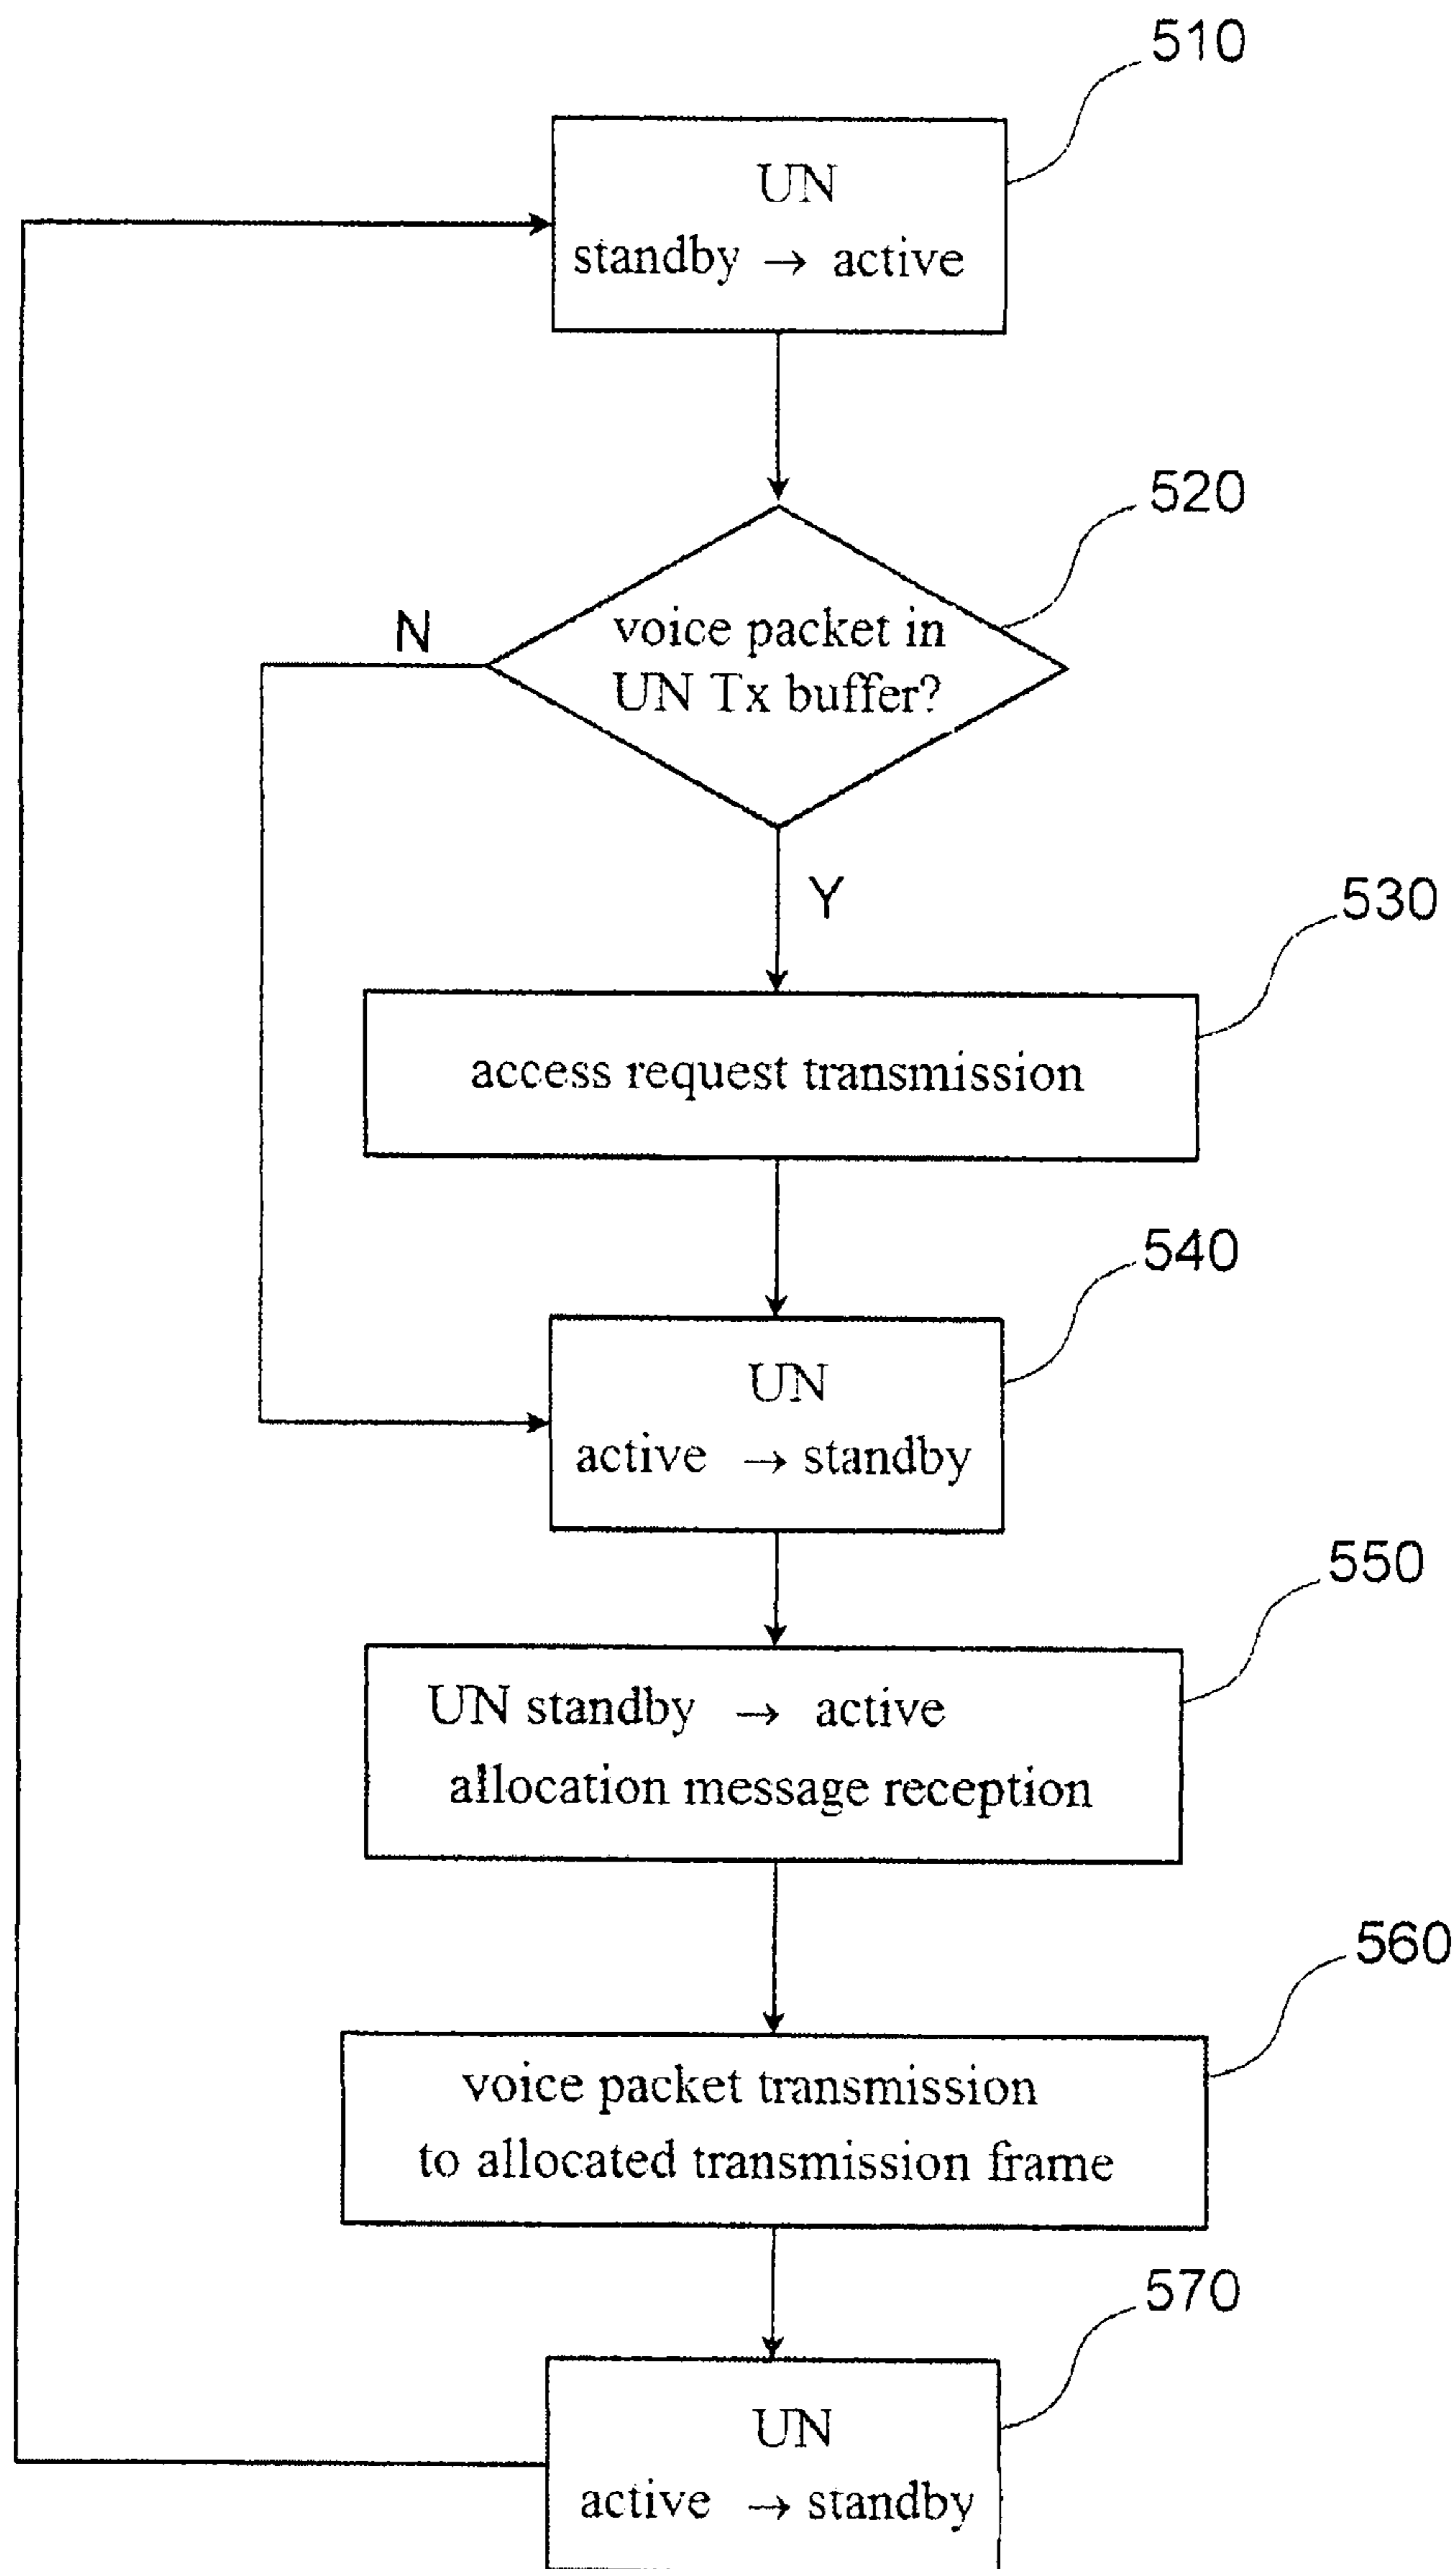 510
UN
standby → active
520
N
voice packet in
UN Tx buffer?
Y
530
access request transmission
540
UN
active → standby
550
UN standby → active
allocation message reception
560
voice packet transmission
to allocated transmission frame
570
UN
active → standby